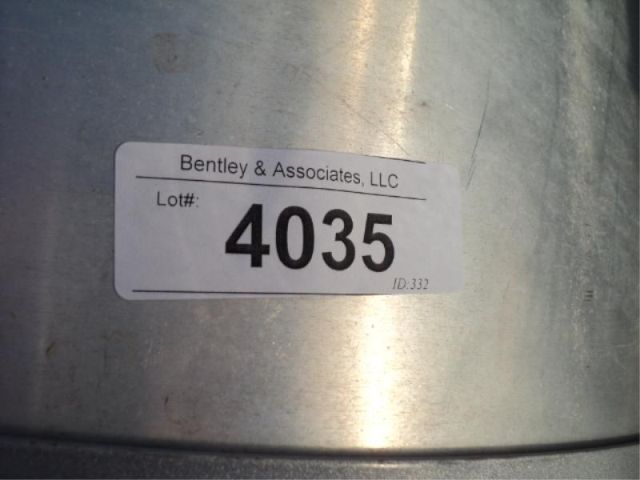 Bentley & Associates, LLC
Lot#:
4035
ID:332